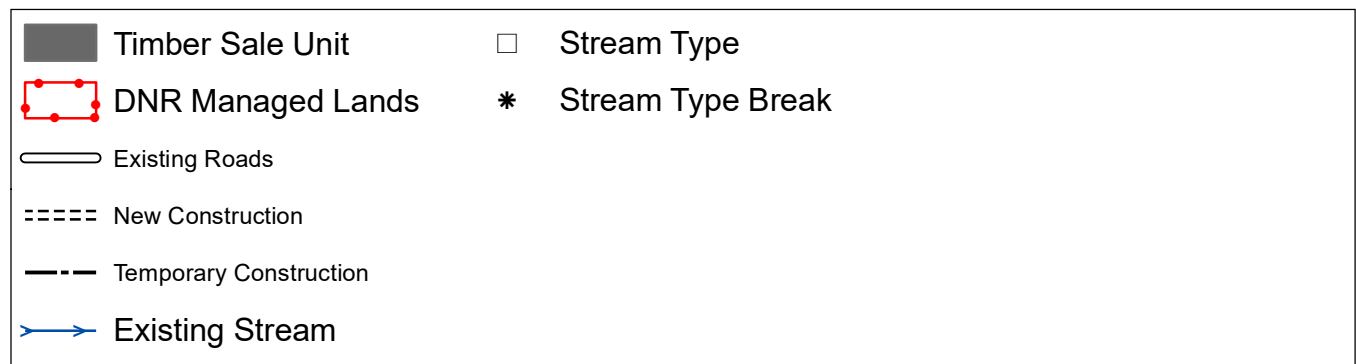 Timber Sale Unit
DNR Managed Lands
Existing Roads
New Construction
Temporary Construction
Existing Stream
Stream Type
Stream Type Break